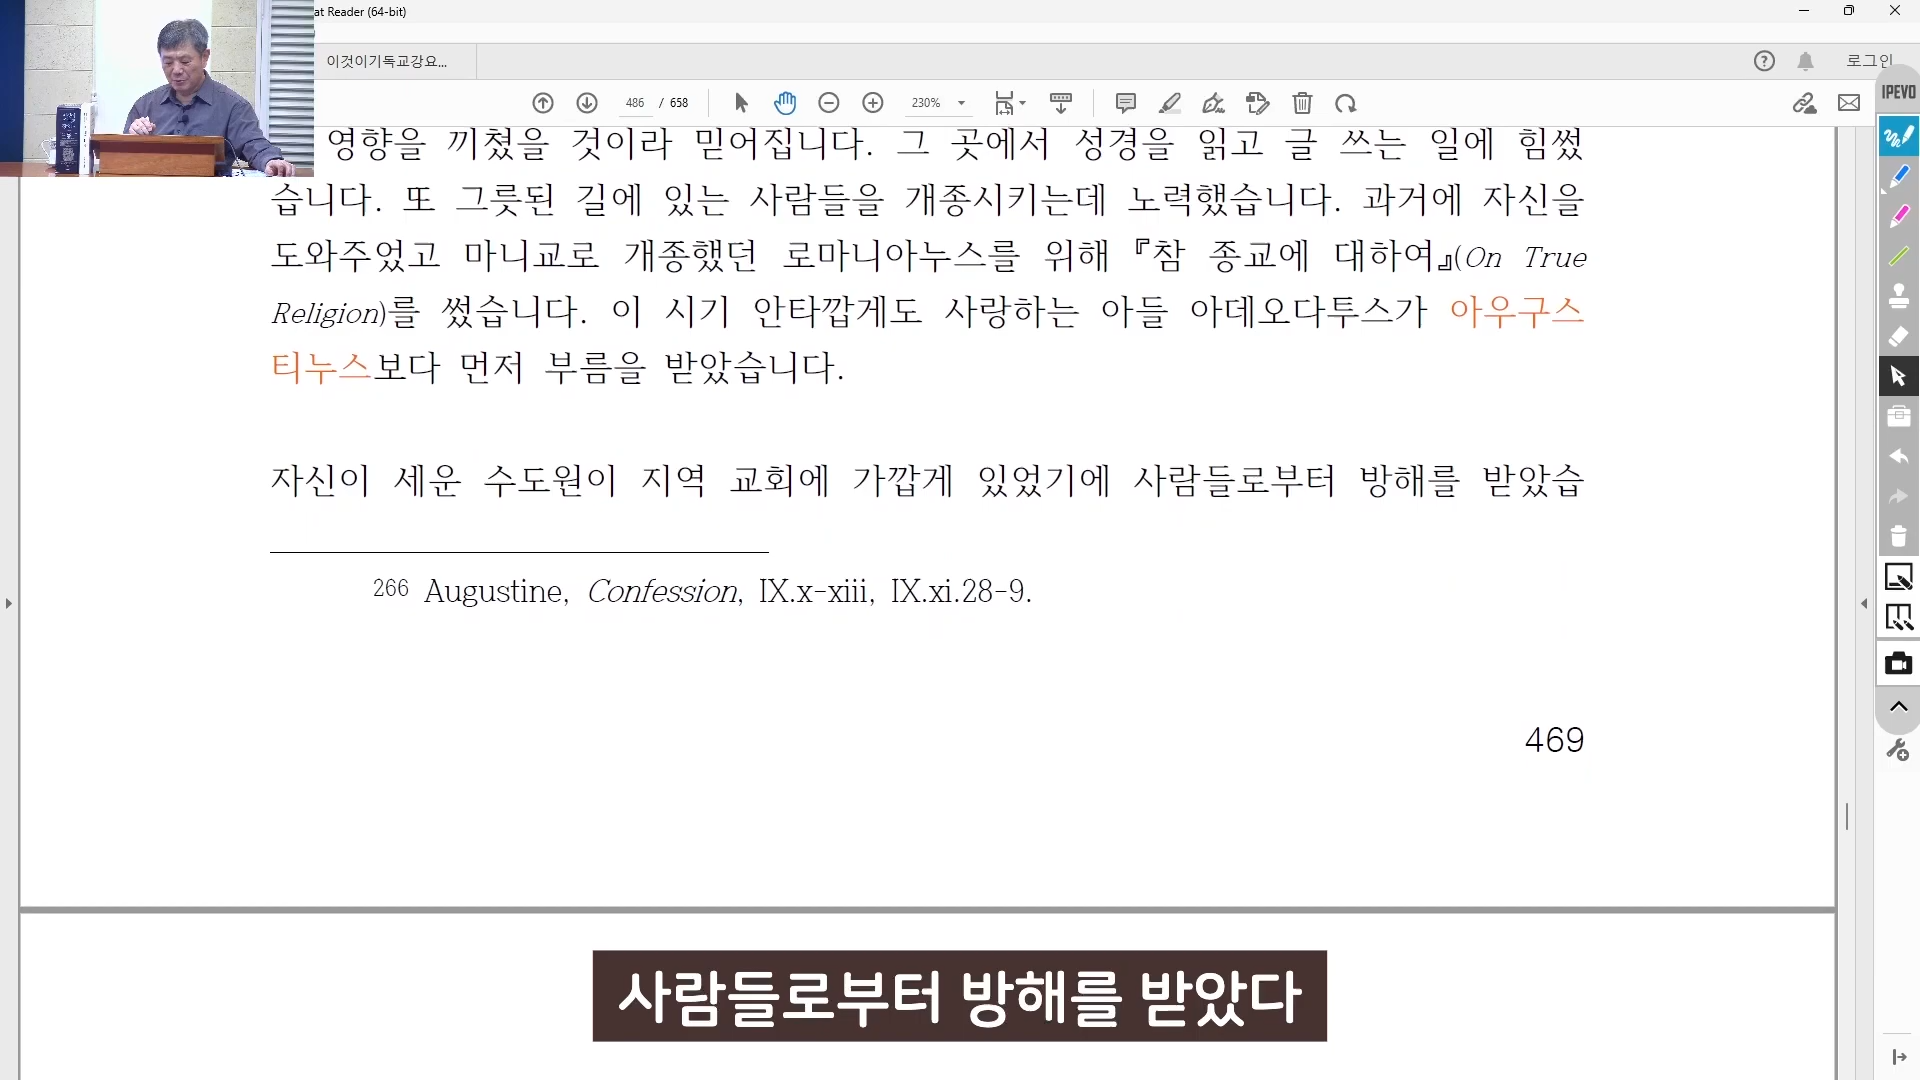 at Reader (64-bit)
이것이기독교강요...
로그인
486 / 658
230%
IPEVO
영향을 끼쳤을 것이라 믿어집니다. 그 곳에서 성경을 읽고 글 쓰는 일에 힘썼
습니다. 또 그릇된 길에 있는 사람들을 개종시키는데 노력했습니다. 과거에 자신을
도와주었고 마니교로 개종했던 로마니아누스를 위해 『참 종교에 대하여』(On True
Religion)를 썼습니다. 이 시기 안타깝게도 사랑하는 아들 아데오다투스가 아우구스
티누스보다 먼저 부름을 받았습니다.
자신이 세운 수도원이 지역 교회에 가깝게 있었기에 사람들로부터 방해를 받았습
266 Augustine, Confession, IX.x-xiii, IX.xi.28-9.
469
사람들로부터 방해를 받았다